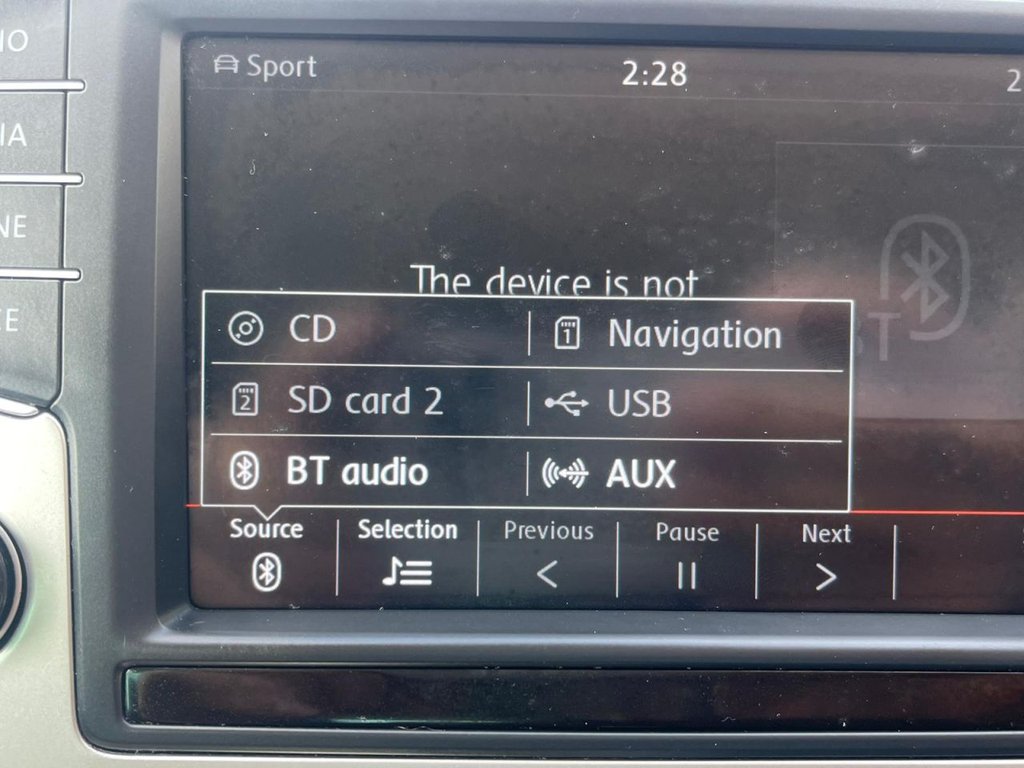 Sport 2:28 2
The device is not
CD Navigation
SD card 2 USB
BT audio AUX
Source Selection Previous Pause Next